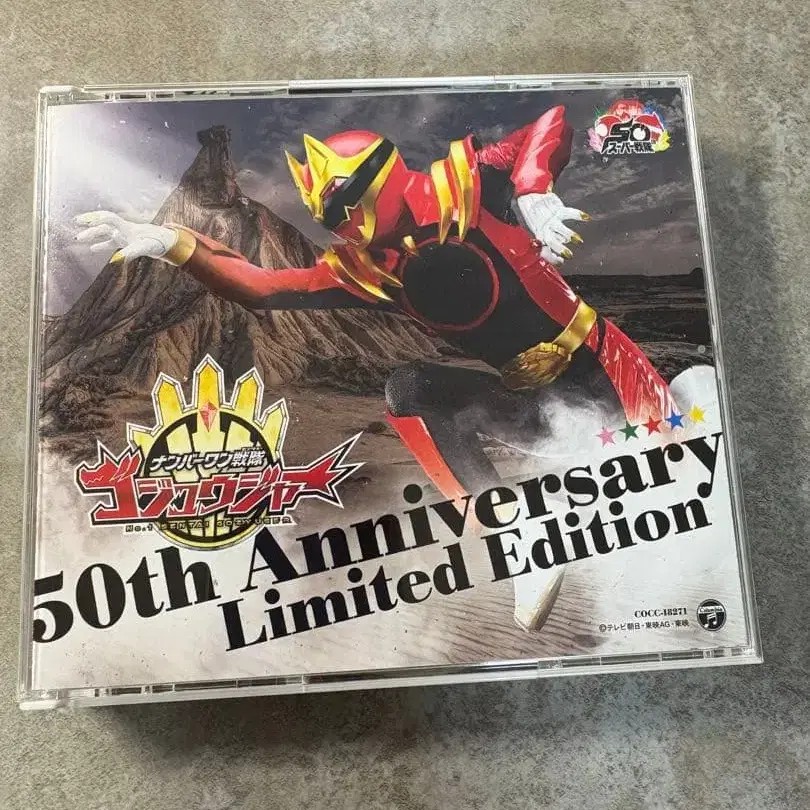 50
スーパー戦隊
ナンバーワン戦隊
ゴジュウジャー
No.1 SENTAI GOZYUGER
50th Anniversary
Limited Edition
COCC-18271
Columbia
©テレビ朝日・東映AG・東映